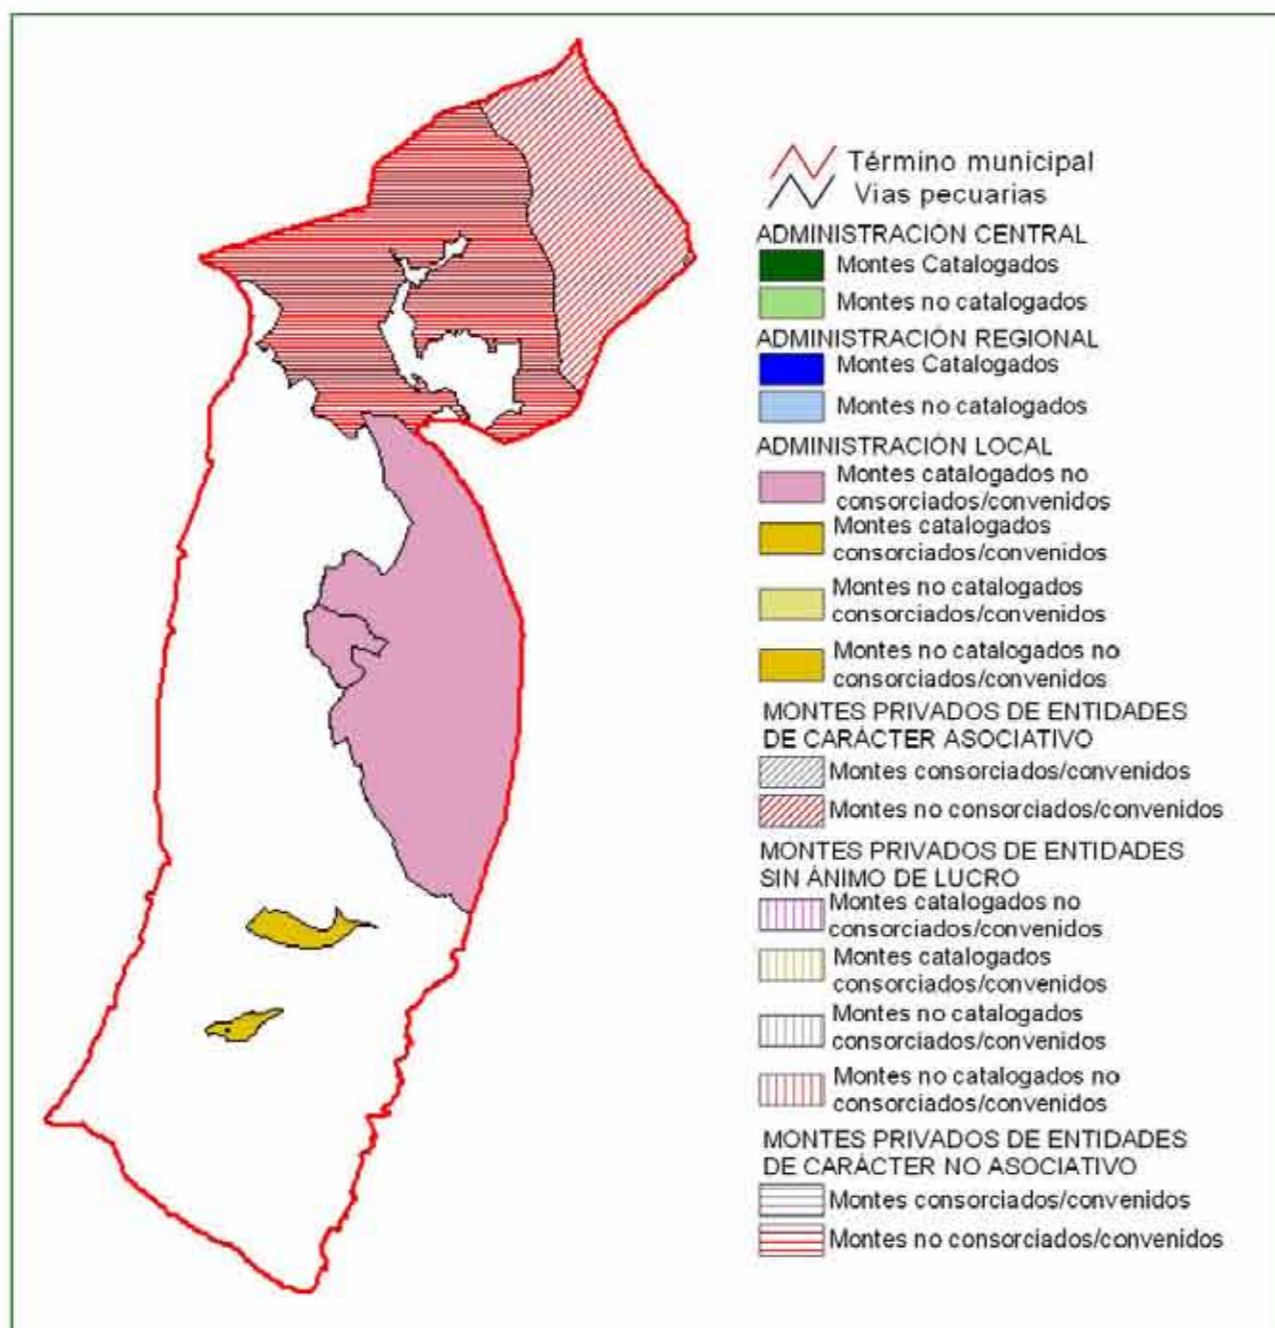 Término municipal
Vias pecuarias
ADMINISTRACIÓN CENTRAL
Montes Catalogados
Montes no catalogados
ADMINISTRACIÓN REGIONAL
Montes Catalogados
Montes no catalogados
ADMINISTRACIÓN LOCAL
Montes catalogados no
consorciados/convenidos
Montes catalogados
consorciados/convenidos
Montes no catalogados
consorciados/convenidos
Montes no catalogados no
consorciados/convenidos
MONTES PRIVADOS DE ENTIDADES
DE CARÁCTER ASOCIATIVO
Montes consorciados/convenidos
Montes no consorciados/convenidos
MONTES PRIVADOS DE ENTIDADES
SIN ÁNIMO DE LUCRO
Montes catalogados no
consorciados/convenidos
Montes catalogados
consorciados/convenidos
Montes no catalogados
consorciados/convenidos
Montes no catalogados no
consorciados/convenidos
MONTES PRIVADOS DE ENTIDADES
DE CARÁCTER NO ASOCIATIVO
Montes consorciados/convenidos
Montes no consorciados/convenidos